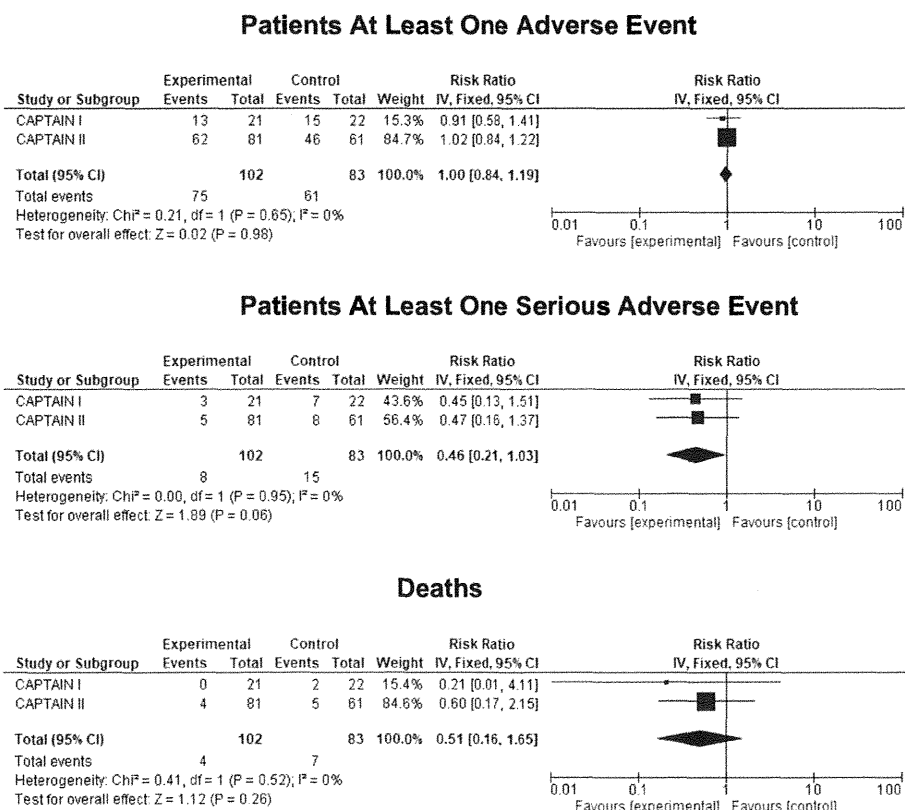 Patients At Least One Adverse Event
Experimental Control Risk Ratio Risk Ratio
Study or Subgroup Events Total Events Total Weight IV, Fixed, 95% CI IV, Fixed, 95% CI
CAPTAIN I 13 21 15 22 15.3% 0.91 [0.58, 1.41]
CAPTAIN II 62 81 46 61 84.7% 1.02 [0.84, 1.22]
Total (95% CI) 102 83 100.0% 1.00 [0.84, 1.19]
Total events 75 61
Heterogeneity: Chi² = 0.21, df = 1 (P = 0.65); I² = 0%
Test for overall effect: Z = 0.02 (P = 0.98)
0.01 0.1 1 10 100
Favours [experimental] Favours [control]
Patients At Least One Serious Adverse Event
Experimental Control Risk Ratio Risk Ratio
Study or Subgroup Events Total Events Total Weight IV, Fixed, 95% CI IV, Fixed, 95% CI
CAPTAIN I 3 21 7 22 43.6% 0.45 [0.13, 1.51]
CAPTAIN II 5 81 8 61 56.4% 0.47 [0.16, 1.37]
Total (95% CI) 102 83 100.0% 0.46 [0.21, 1.03]
Total events 8 15
Heterogeneity: Chi² = 0.00, df = 1 (P = 0.95); I² = 0%
Test for overall effect: Z = 1.89 (P = 0.06)
0.01 0.1 1 10 100
Favours [experimental] Favours [control]
Deaths
Experimental Control Risk Ratio Risk Ratio
Study or Subgroup Events Total Events Total Weight IV, Fixed, 95% CI IV, Fixed, 95% CI
CAPTAIN I 0 21 2 22 15.4% 0.21 [0.01, 4.11]
CAPTAIN II 4 81 5 61 84.6% 0.60 [0.17, 2.15]
Total (95% CI) 102 83 100.0% 0.51 [0.16, 1.65]
Total events 4 7
Heterogeneity: Chi² = 0.41, df = 1 (P = 0.52); I² = 0%
Test for overall effect: Z = 1.12 (P = 0.26)
0.01 0.1 1 10 100
Favours [experimental] Favours [control]